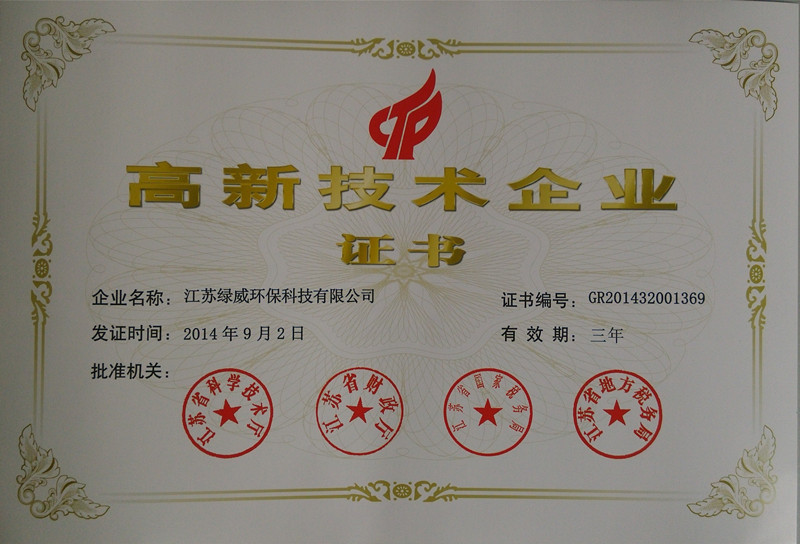 高新技术企业
证书
企业名称：江苏绿威环保科技有限公司
证书编号：GR201432001369
发证时间：2014年9月2日
有效期：三年
批准机关：
江苏省科学技术厅
江苏省财政厅
江苏省国家税务局
江苏省地方税务局